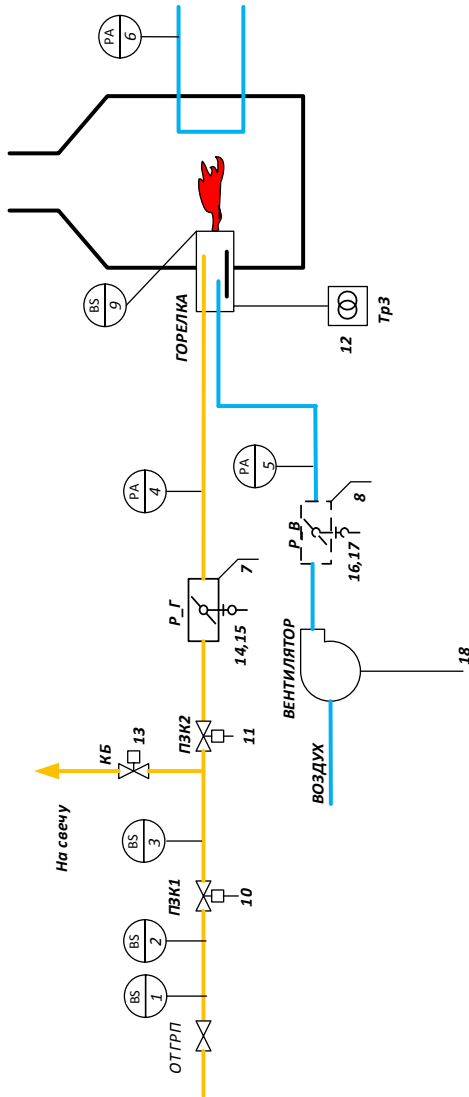 ОТ ГРП
BS
1
BS
2
ПЗК1
10
BS
3
На свечу
КБ
13
ПЗК2
11
Р_Г
14,15
7
PA
4
ГОРЕЛКА
BS
9
PA
6
12
Тр3
ВОЗДУХ
ВЕНТИЛЯТОР
18
Р_В
16,17
8
PA
5